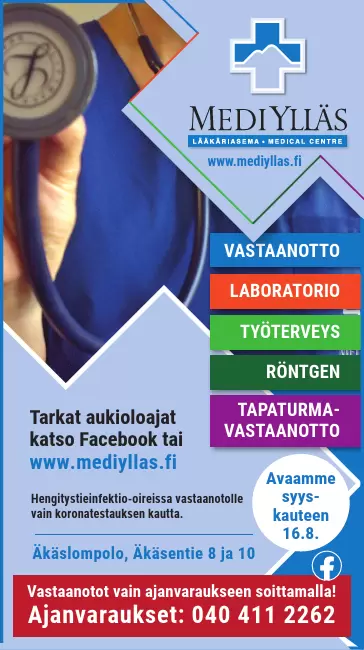 MEDIYLLÄS
LÄÄKÄRIASEMA • MEDICAL CENTRE
www.mediyllas.fi
VASTAANOTTO
LABORATORIO
TYÖTERVEYS
RÖNTGEN
TAPATURMA-
VASTAANOTTO
Tarkat aukioloajat
katso Facebook tai
www.mediyllas.fi
Hengitystieinfektio-oireissa vastaanotolle
vain koronatestauksen kautta.
Avaamme
syys-
kauteen
16.8.
Äkäslompolo, Äkäsentie 8 ja 10
Vastaanotot vain ajanvaraukseen soittamalla!
Ajanvaraukset: 040 411 2262